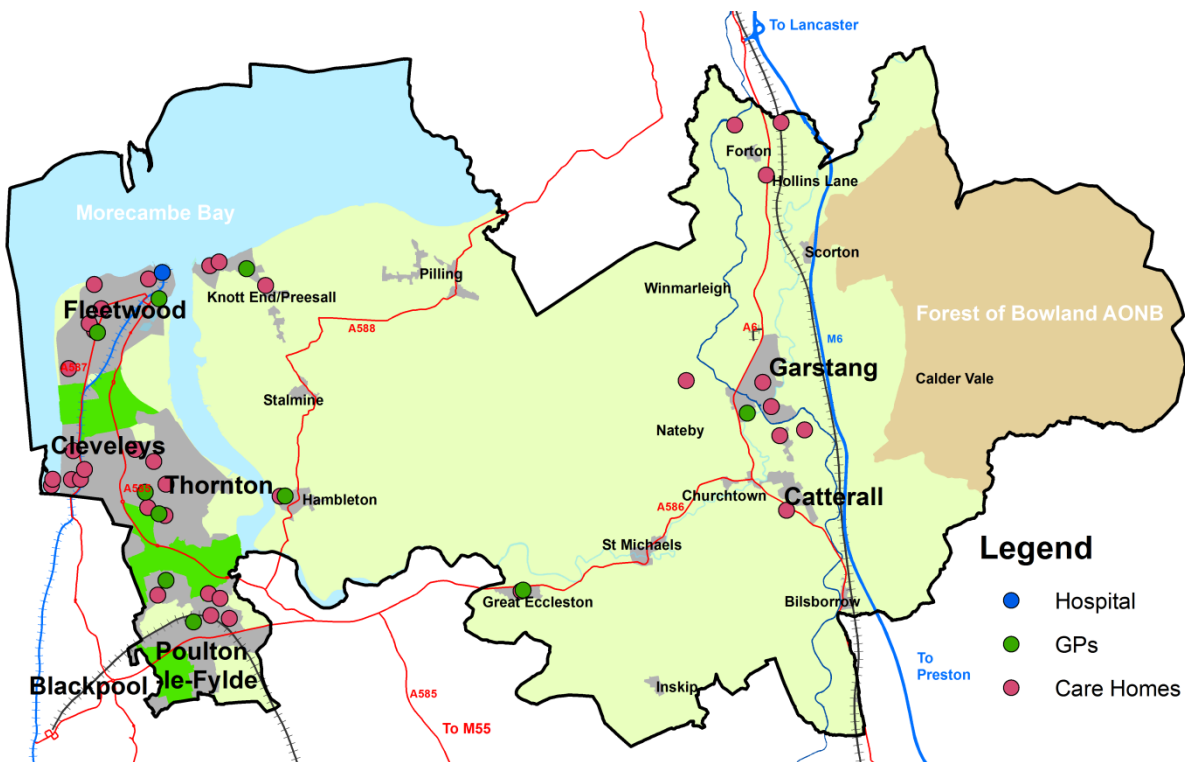 To Lancaster
Forton
Hollins Lane
Morecambe Bay
Scorton
Pilling
Winmarleigh
Knott End/Preesall
Fleetwood
Forest of Bowland AONB
A588
A6
M6
A587
Garstang
Calder Vale
Stalmine
Nateby
Cleveleys
Thornton
Churchtown
Catterall
Hambleton
A586
St Michaels
Legend
Hospital
GPs
Care Homes
Great Eccleston
Bilsborrow
Poulton
-le-Fylde
Blackpool
To
Preston
Inskip
A585
To M55